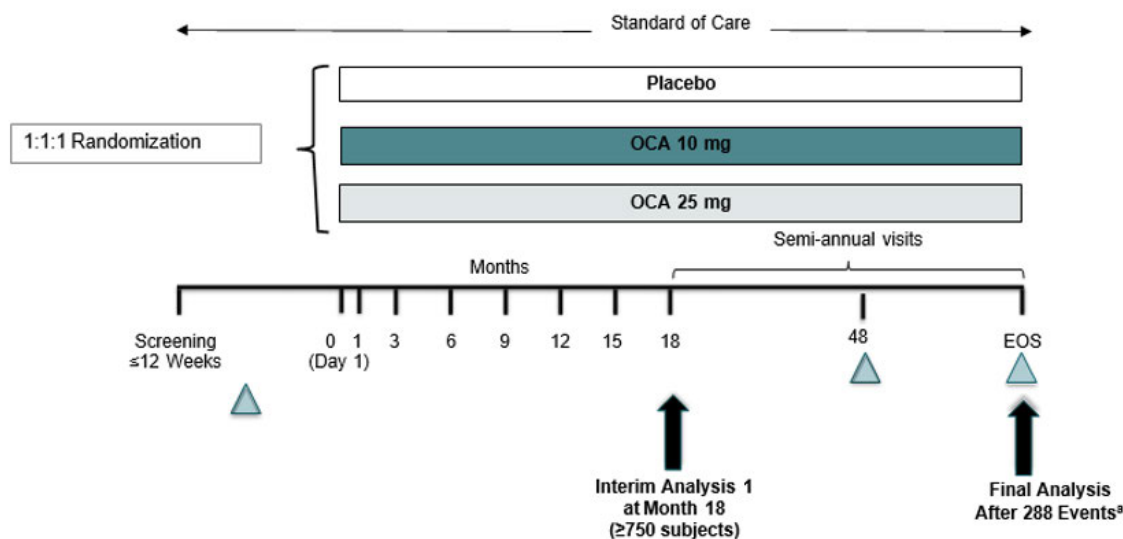 Standard of Care
Placebo
1:1:1 Randomization
OCA 10 mg
OCA 25 mg
Semi-annual visits
Months
Screening
≤12 Weeks
0 1 3 6 9 12 15 18 48 EOS
(Day 1)
Interim Analysis 1
at Month 18
(≥750 subjects)
Final Analysis
After 288 Eventsª